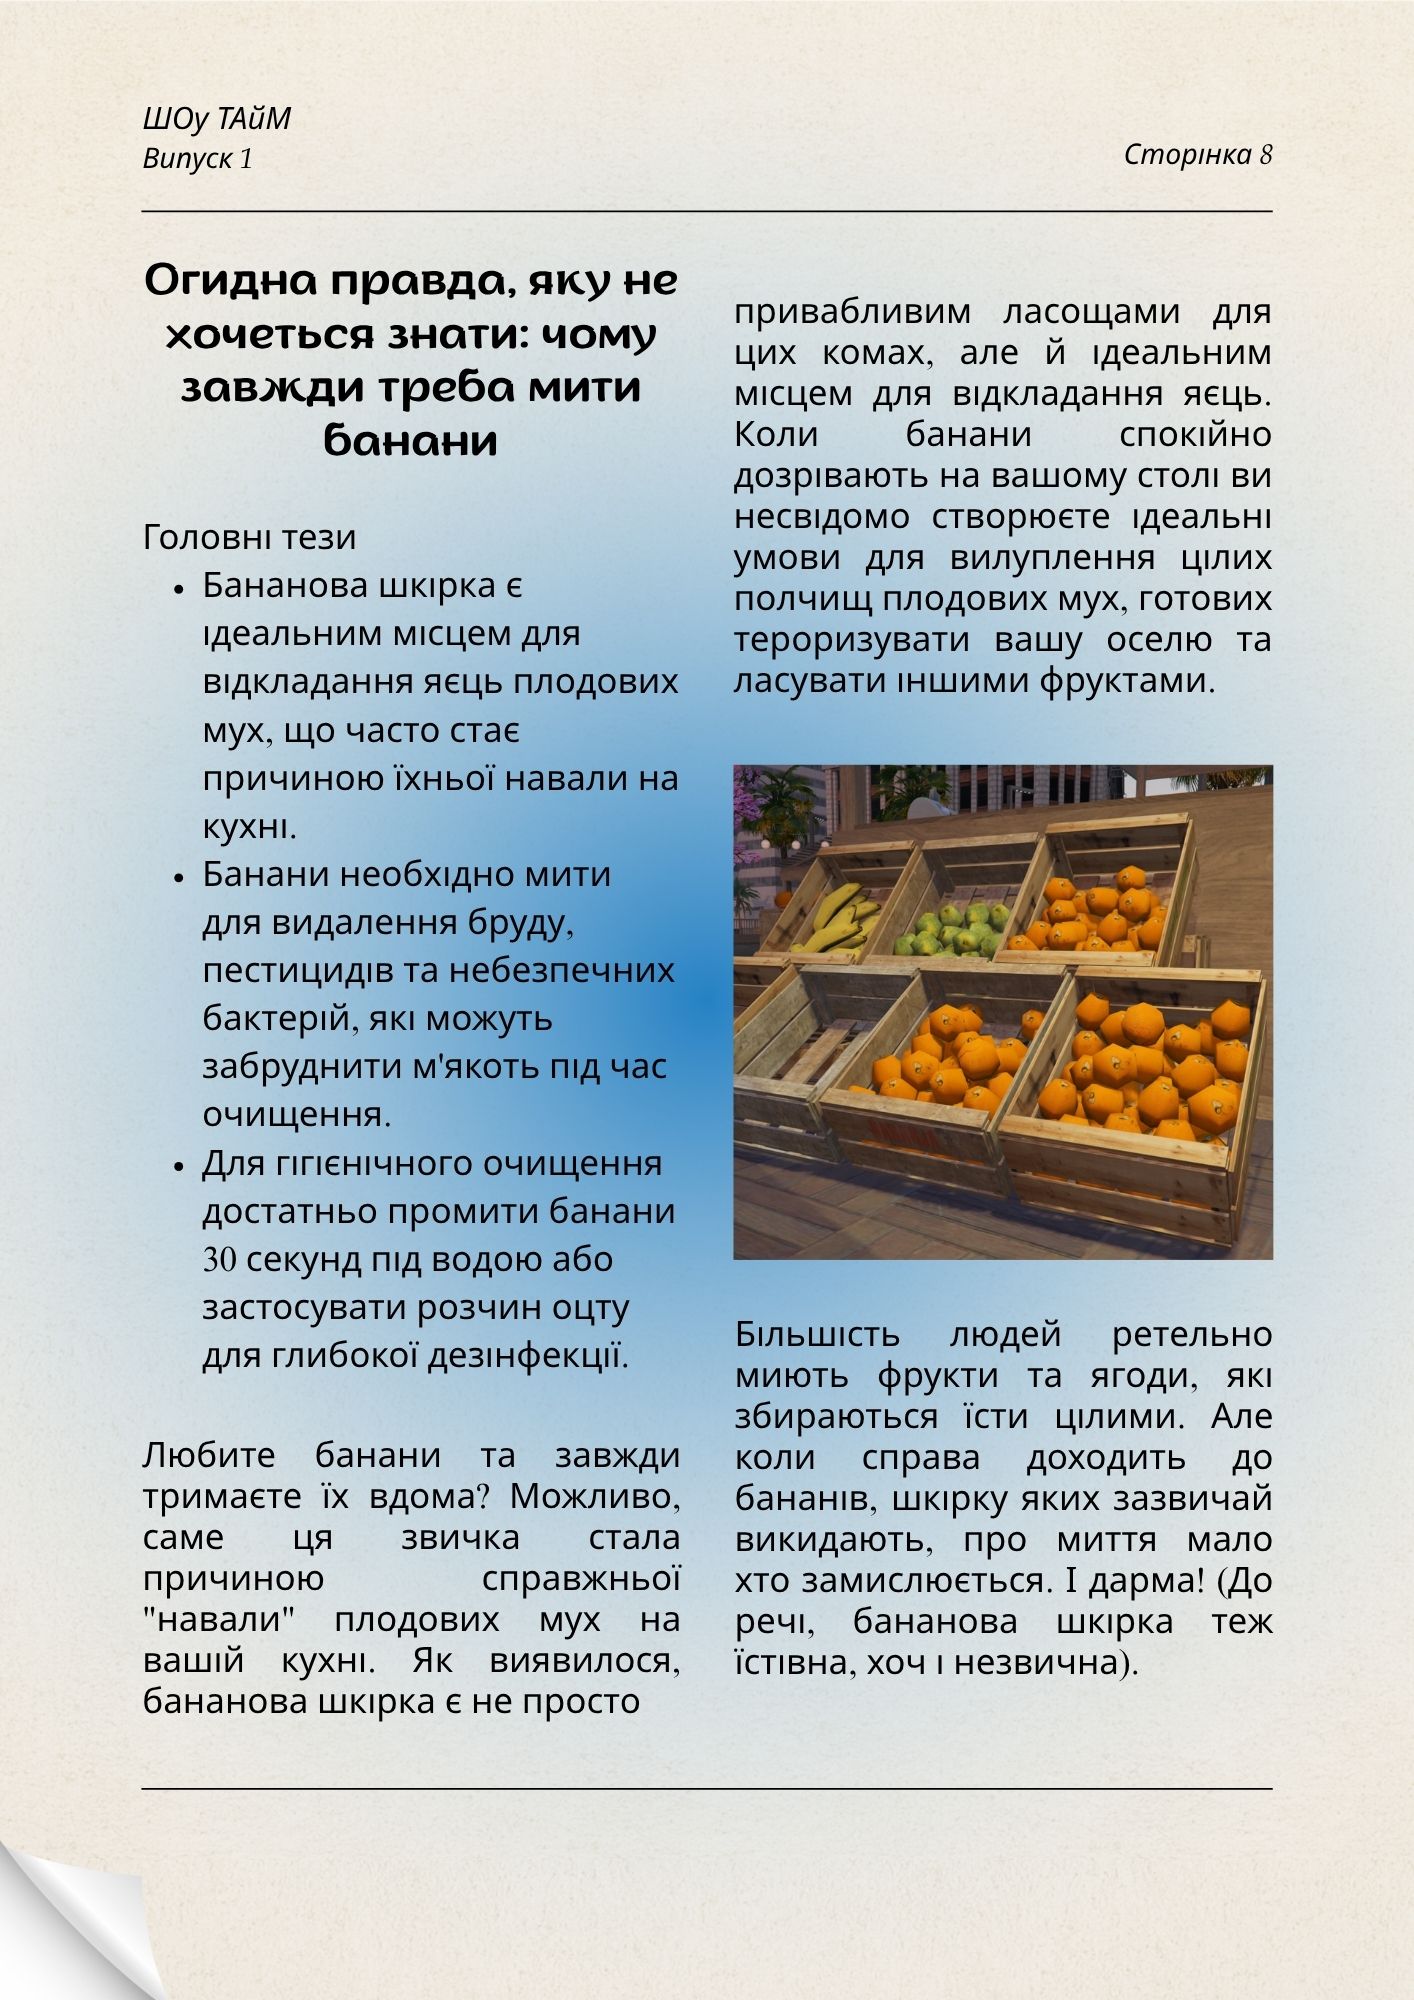 ШОу ТАйМ
Випуск 1
Сторінка 8
Огидна правда, яку не
хочеться знати: чому
завжди треба мити
банани
Головні тези
• Бананова шкірка є
ідеальним місцем для
відкладання яєць плодових
мух, що часто стає
причиною їхньої навали на
кухні.
• Банани необхідно мити
для видалення бруду,
пестицидів та небезпечних
бактерій, які можуть
забруднити м'якоть під час
очищення.
• Для гігієнічного очищення
достатньо промити банани
30 секунд під водою або
застосувати розчин оцту
для глибокої дезінфекції.
Любите банани та завжди
тримаєте їх вдома? Можливо,
саме ця звичка стала
причиною справжньої
"навали" плодових мух на
вашій кухні. Як виявилося,
бананова шкірка є не просто
привабливим ласощами для
цих комах, але й ідеальним
місцем для відкладання яєць.
Коли банани спокійно
дозрівають на вашому столі ви
несвідомо створюєте ідеальні
умови для вилуплення цілих
полчищ плодових мух, готових
тероризувати вашу оселю та
ласувати іншими фруктами.
Більшість людей ретельно
миють фрукти та ягоди, які
збираються їсти цілими. Але
коли справа доходить до
бананів, шкірку яких зазвичай
викидають, про миття мало
хто замислюється. І дарма! (До
речі, бананова шкірка теж
їстівна, хоч і незвична).